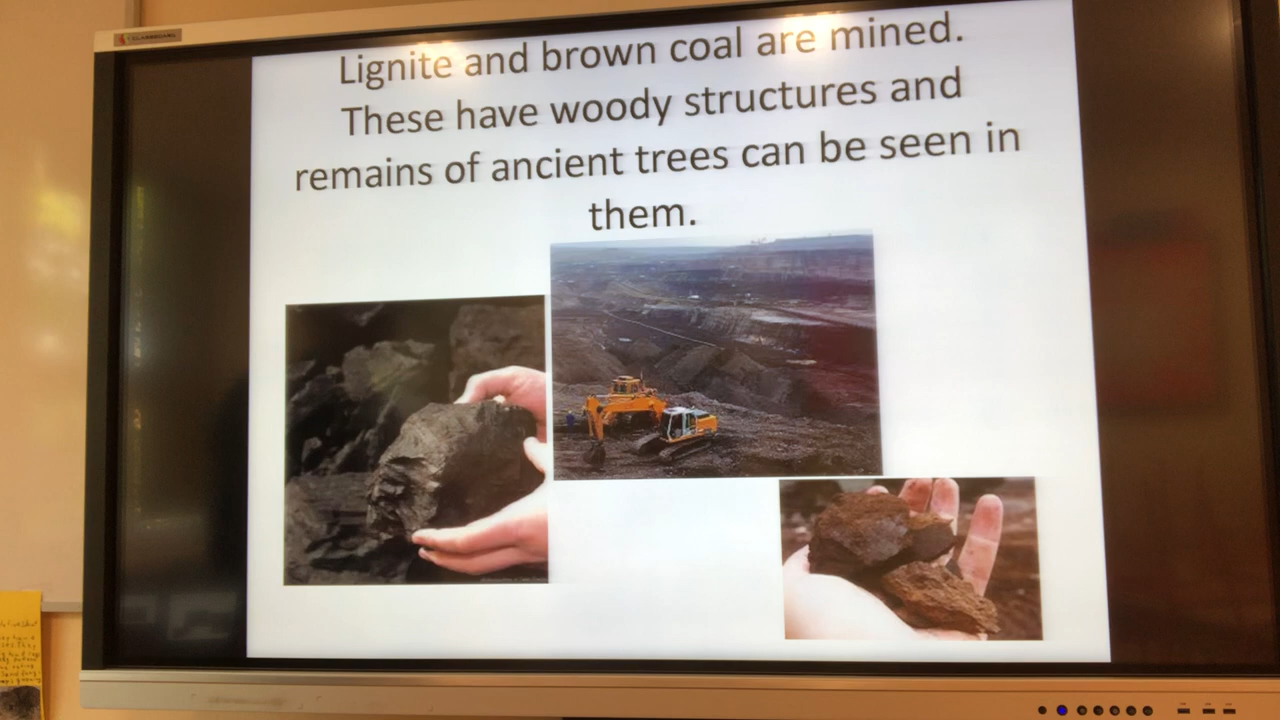 CLASSBOARD
Lignite and brown coal are mined.
These have woody structures and
remains of ancient trees can be seen in
them.